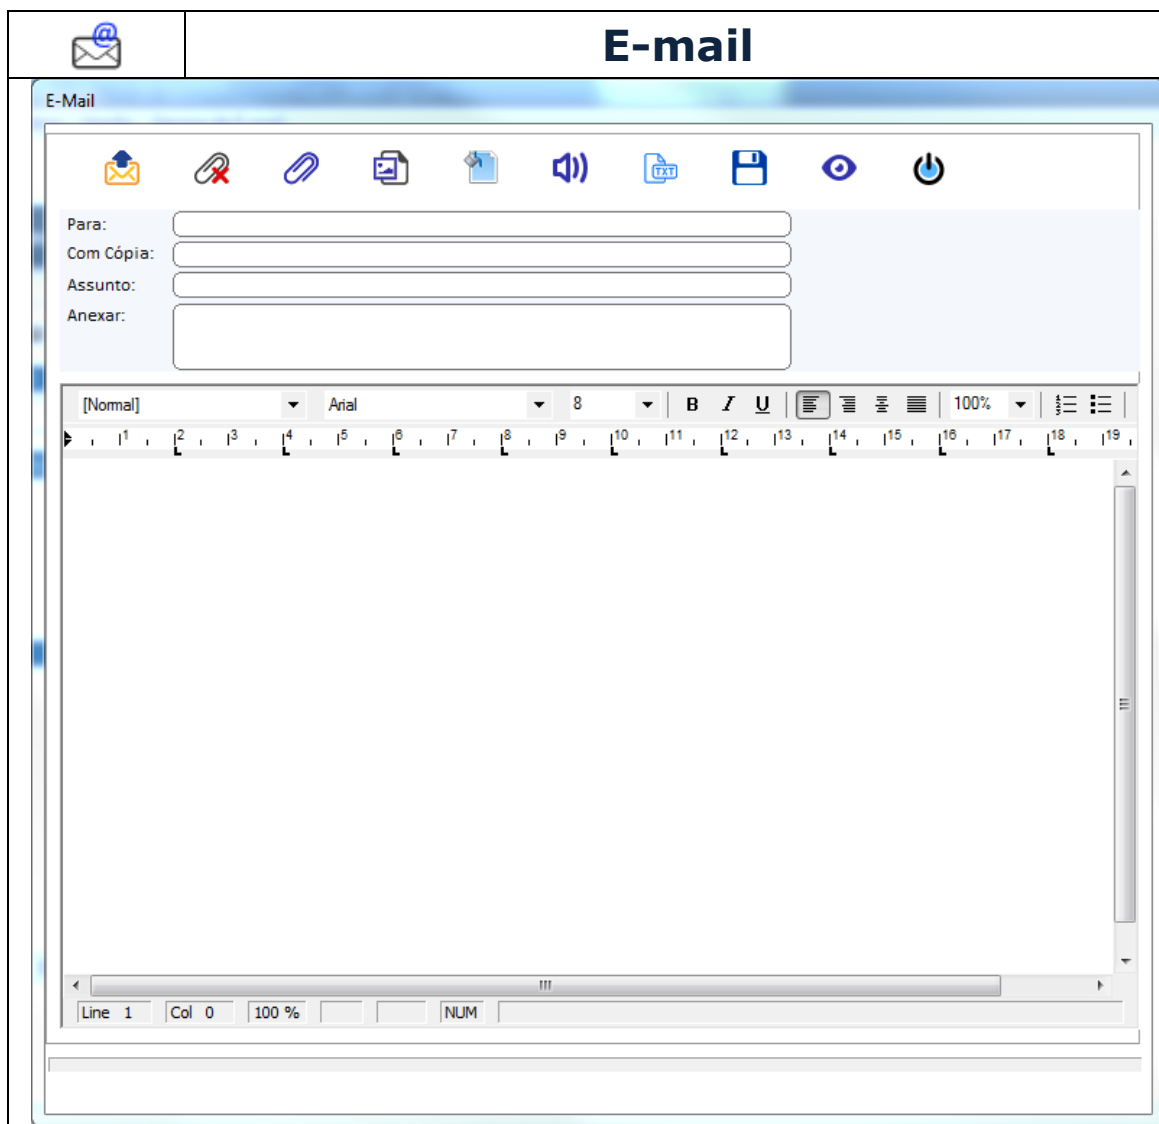 E-mail
E-Mail
TXT
Para:
Com Cópia:
Assunto:
Anexar:
[Normal] Arial 8 B I U 100%
1 2 3 4 5 6 7 8 9 10 11 12 13 14 15 16 17 18 19
Line 1 Col 0 100 % NUM